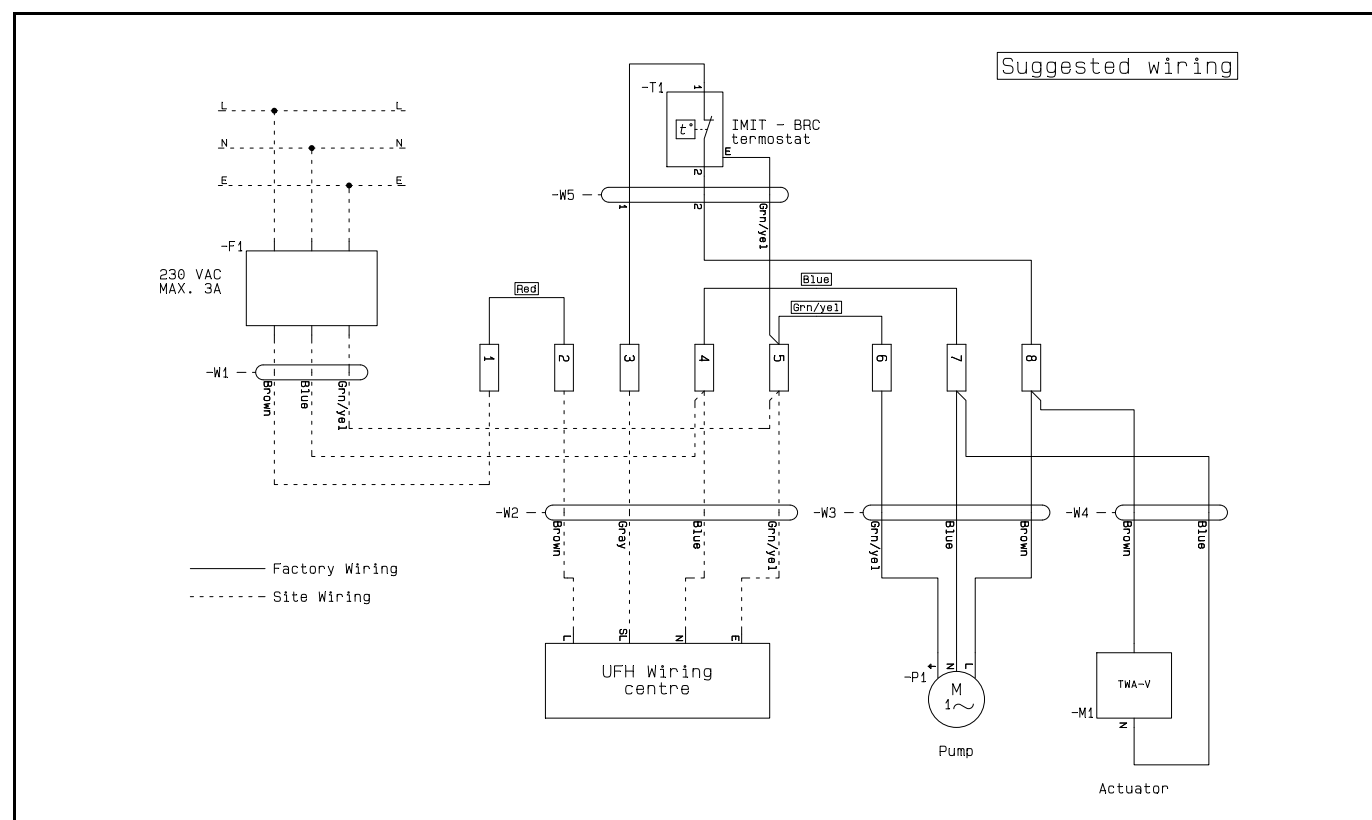 Suggested wiring
-T1
1
t°
IMIT - BRC
termostat
E
2
L L
N N
E E
-W5
1
2
Grn/yel
-F1
230 VAC
MAX. 3A
Red
Blue
Grn/yel
1
2
3
4
5
6
7
8
-W1
Brown
Blue
Grn/yel
-W2
Brown
Gray
Blue
Grn/yel
-W3
Grn/yel
Blue
Brown
-W4
Brown
Blue
Factory Wiring
Site Wiring
L
SL
N
E
UFH Wiring
centre
-P1
N
L
M
1~
Pump
TWA-V
-M1
N
Actuator